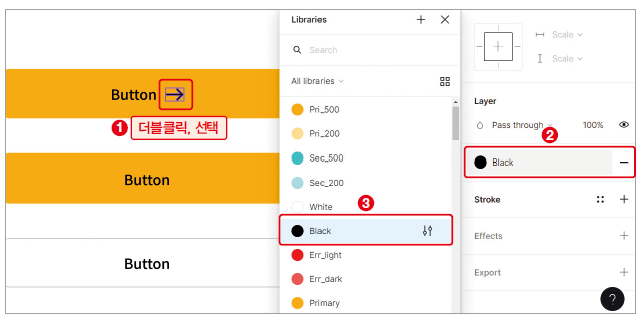 Button
1 더블클릭, 선택
Button
Button
Libraries
Search
All libraries
Pri_500
Pri_200
Sec_500
Sec_200
White
3
Black
Err_light
Err_dark
Primary
Scale
Scale
Layer
Pass through 100%
2
Black
Stroke
Effects
Export
?